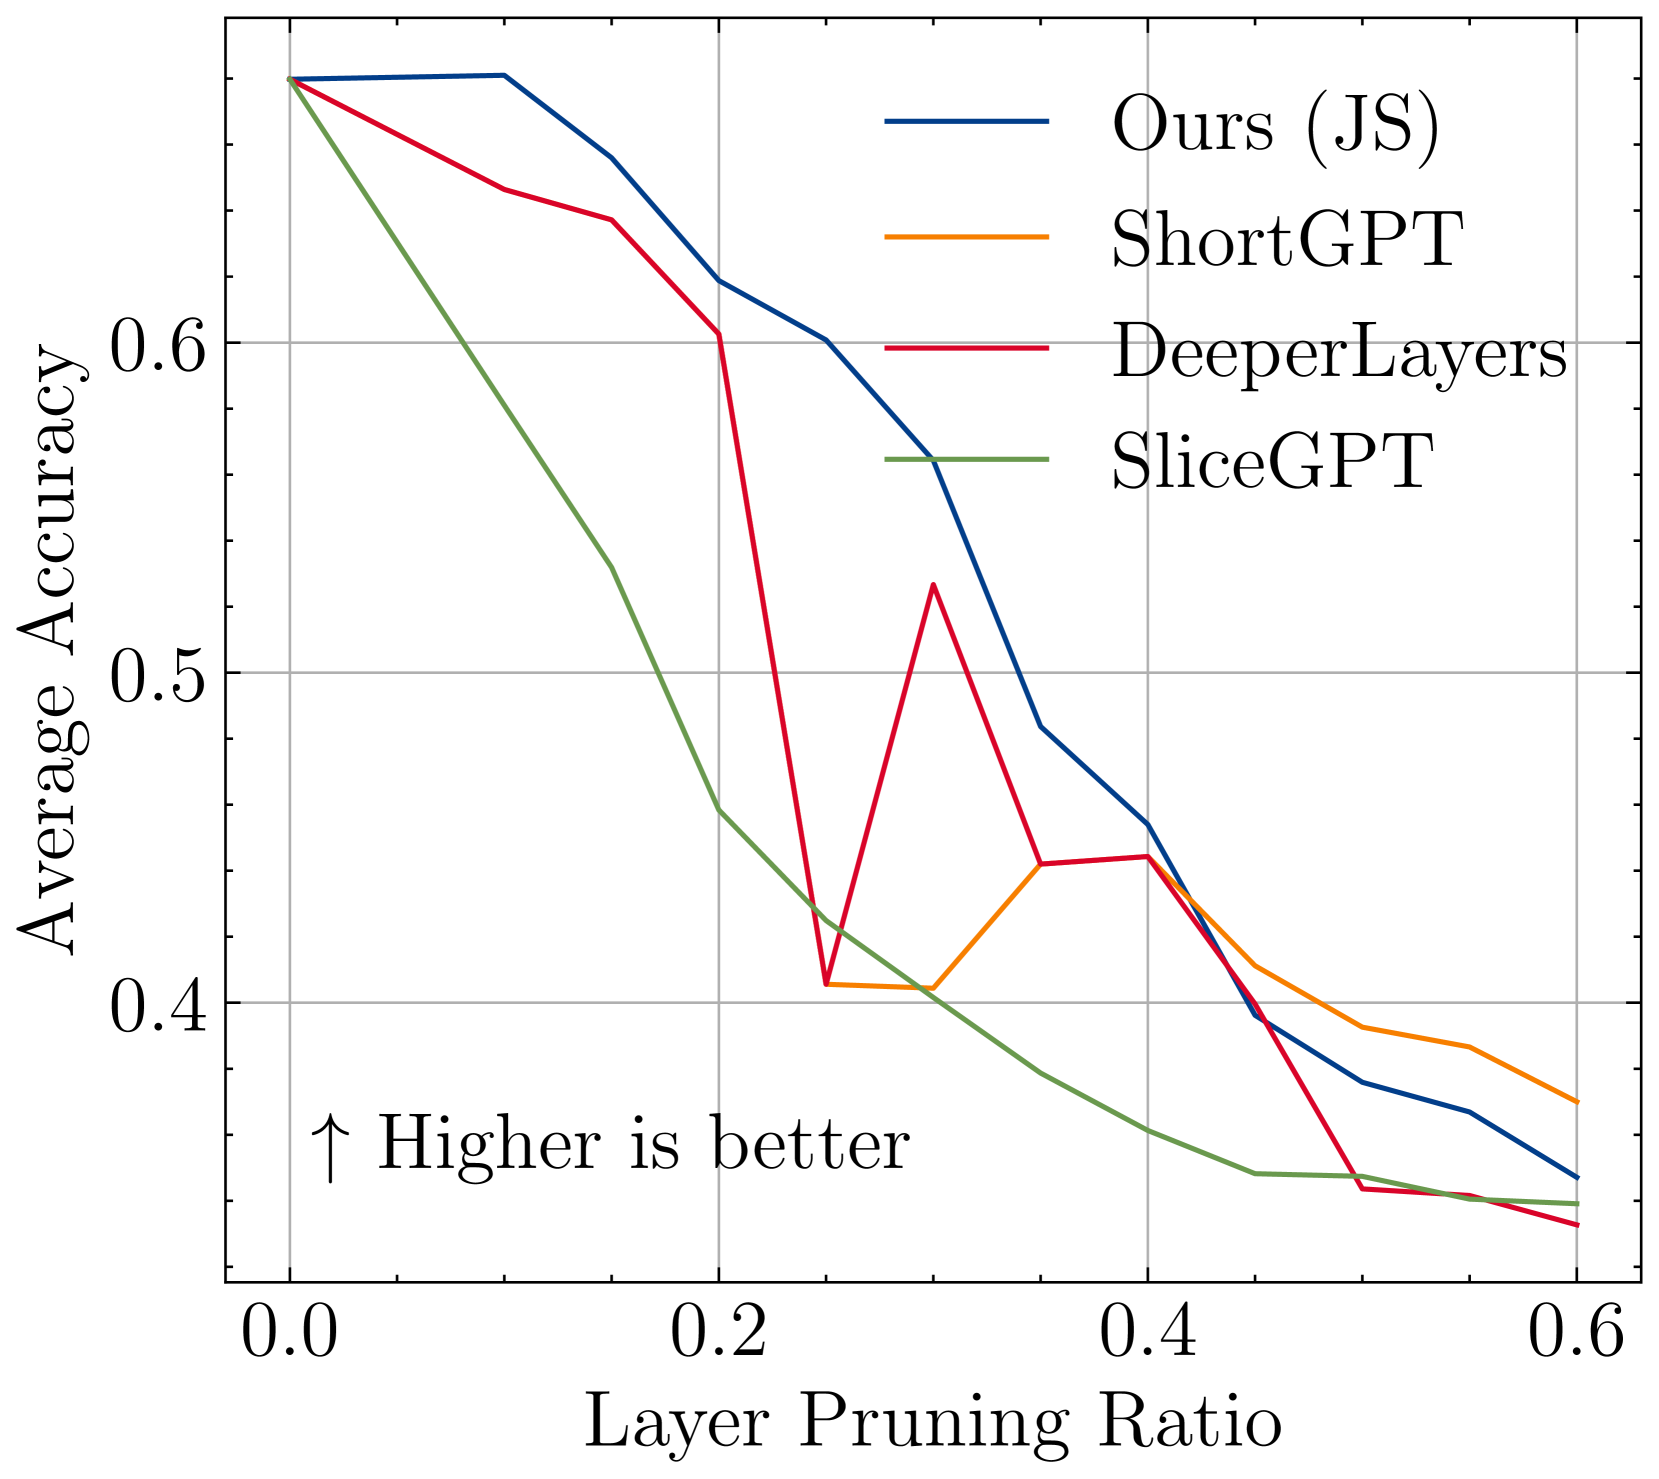 Ours (JS)
ShortGPT
DeeperLayers
SliceGPT
0.6
0.5
0.4
Average Accuracy
↑ Higher is better
0.0 0.2 0.4 0.6
Layer Pruning Ratio